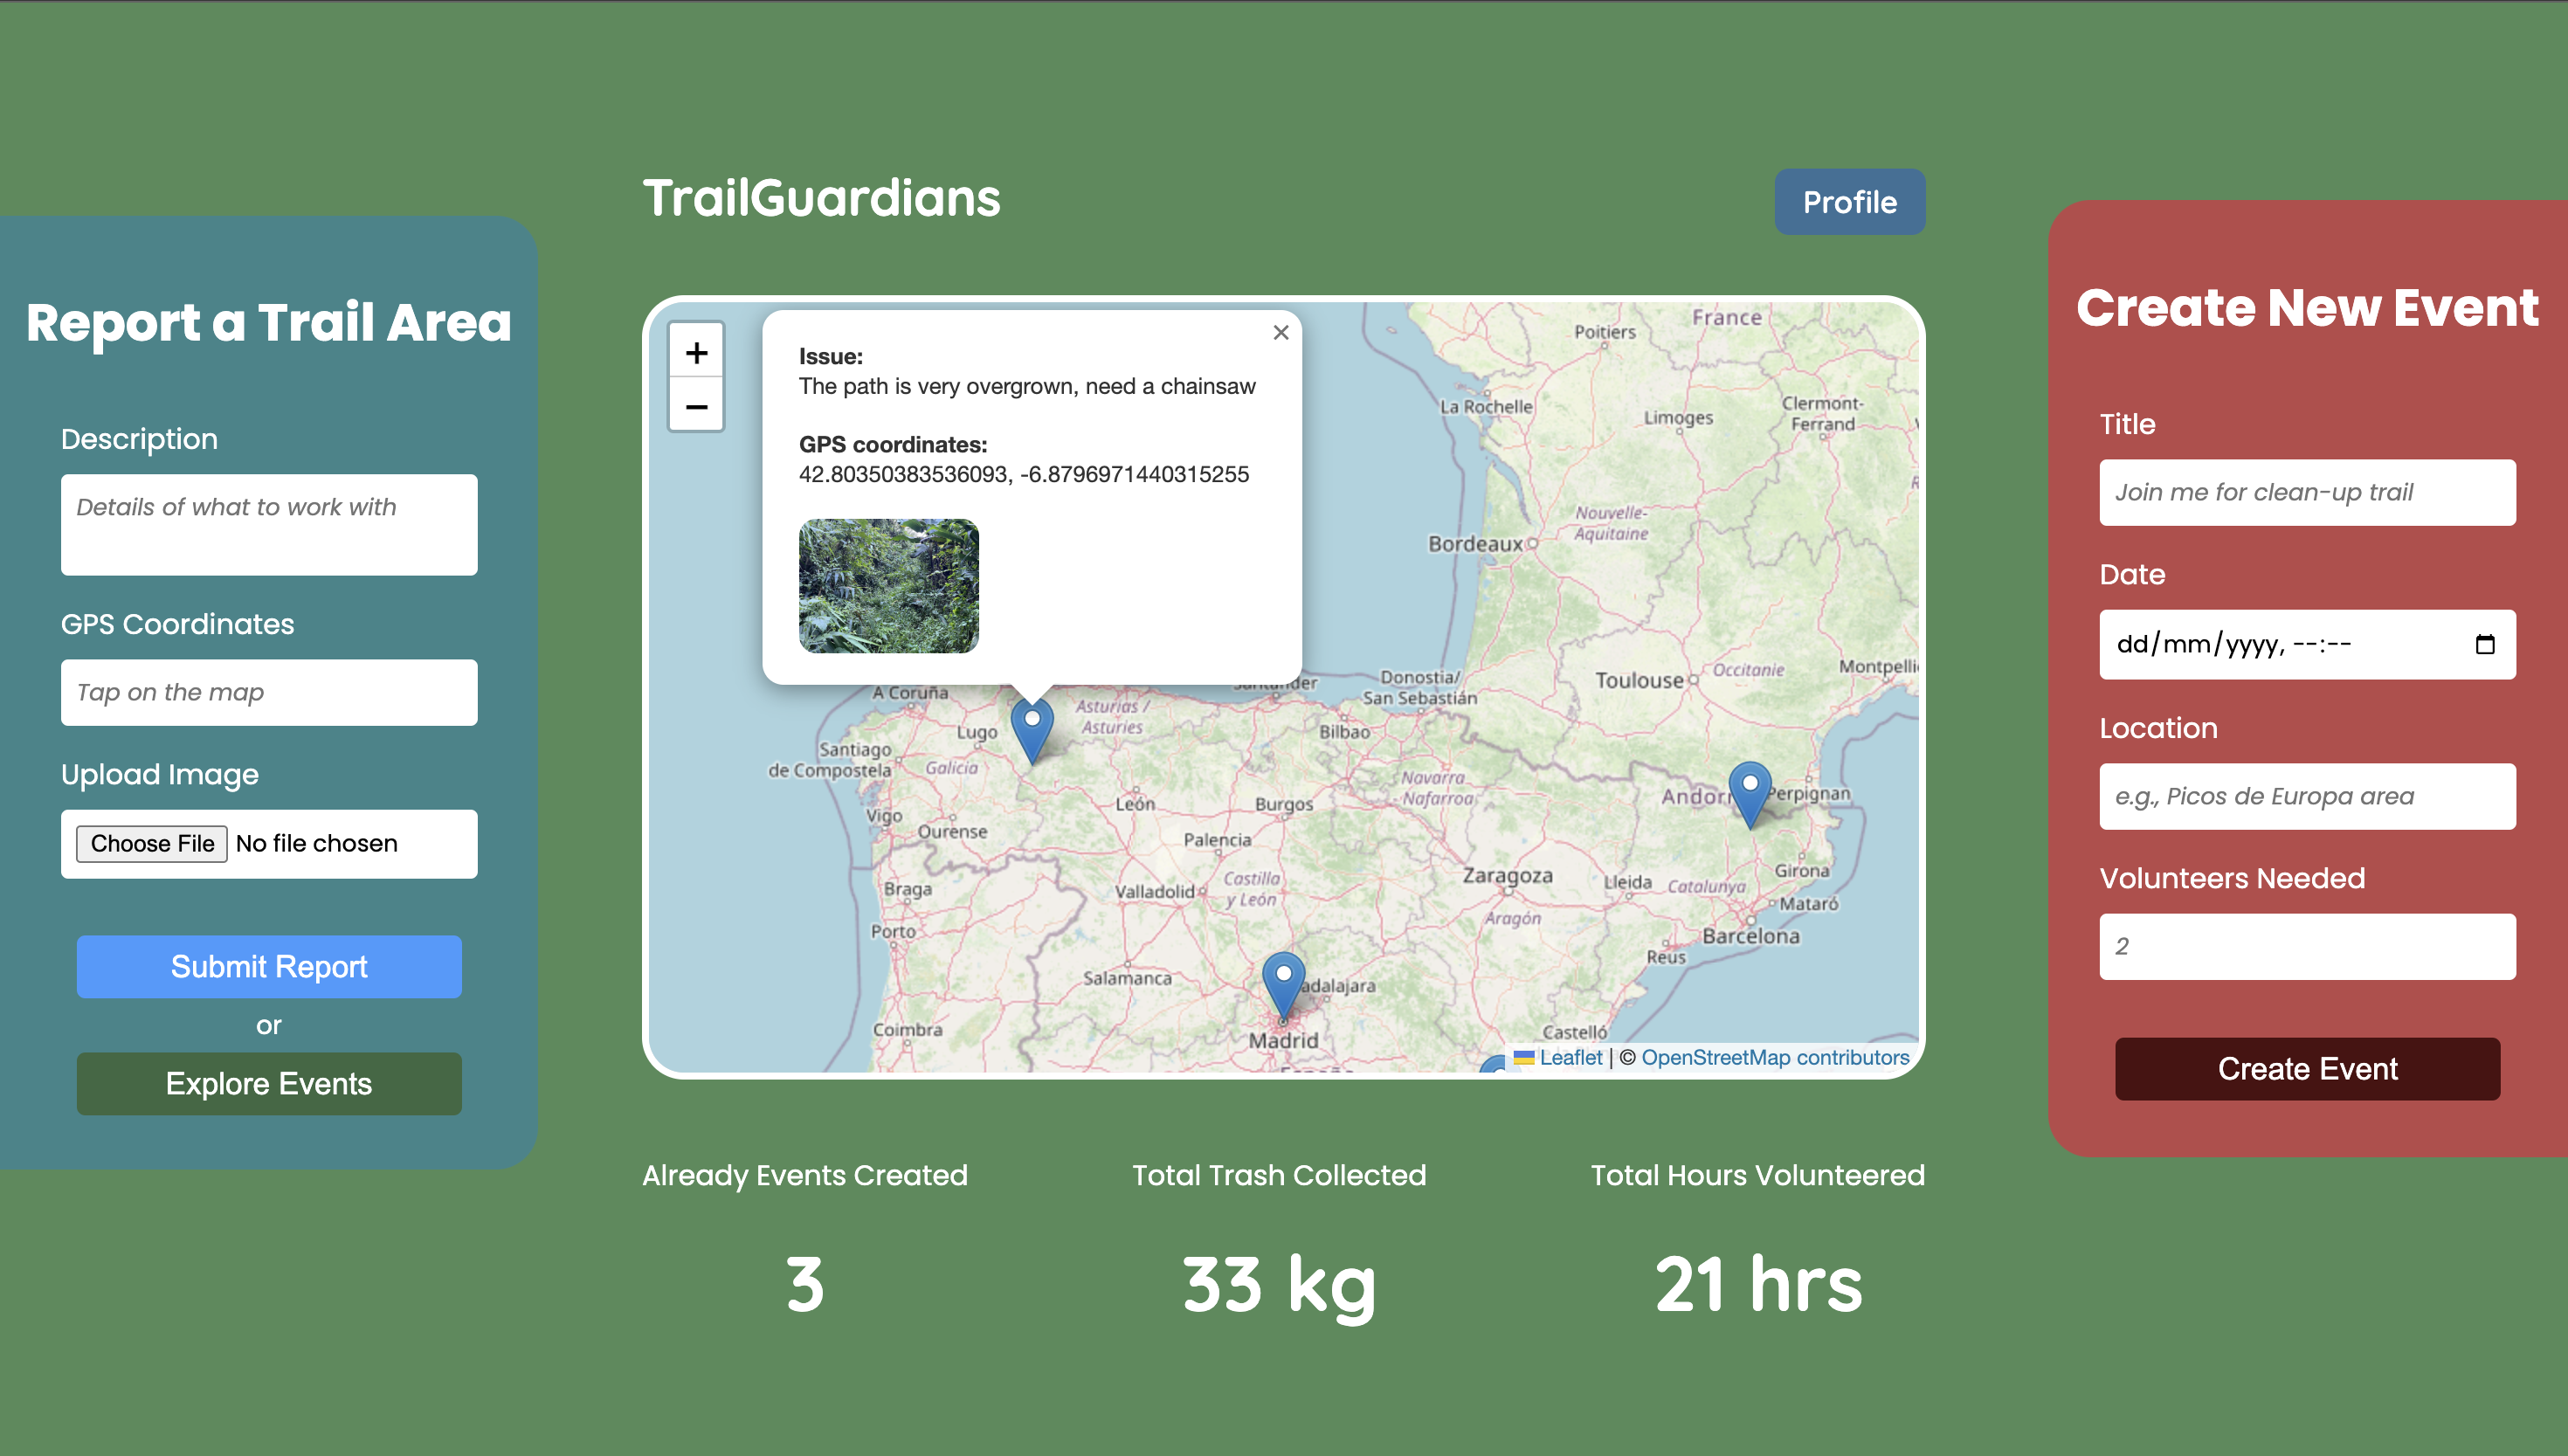 TrailGuardians
Profile
Report a Trail Area
Description
Details of what to work with
GPS Coordinates
Tap on the map
Upload Image
Choose File No file chosen
Submit Report
or
Explore Events
+
−
×
Issue:
The path is very overgrown, need a chainsaw
GPS coordinates:
42.80350383536093, -6.8796971440315255
France
Poitiers
La Rochelle
Limoges
Clermont-
Ferrand
Nouvelle-
Aquitaine
Bordeaux
Occitanie
Montpelli
Toulouse
Donostia/
San Sebastián
A Coruña
Asturias /
Asturies
Lugo
Bilbao
Santiago
de Compostela
Galicia
Navarra
- Nafarroa
León
Burgos
Andorr
Perpignan
Vigo
Ourense
Palencia
Girona
Zaragoza
Lleida
Catalunya
Braga
Valladolid
Castilla
y León
Mataró
Aragón
Porto
Barcelona
Reus
Salamanca
adalajara
Coimbra
Madrid
Castelló
Leaflet | © OpenStreetMap contributors
Create New Event
Title
Join me for clean-up trail
Date
dd/mm/yyyy, --:--
Location
e.g., Picos de Europa area
Volunteers Needed
2
Create Event
Already Events Created
3
Total Trash Collected
33 kg
Total Hours Volunteered
21 hrs